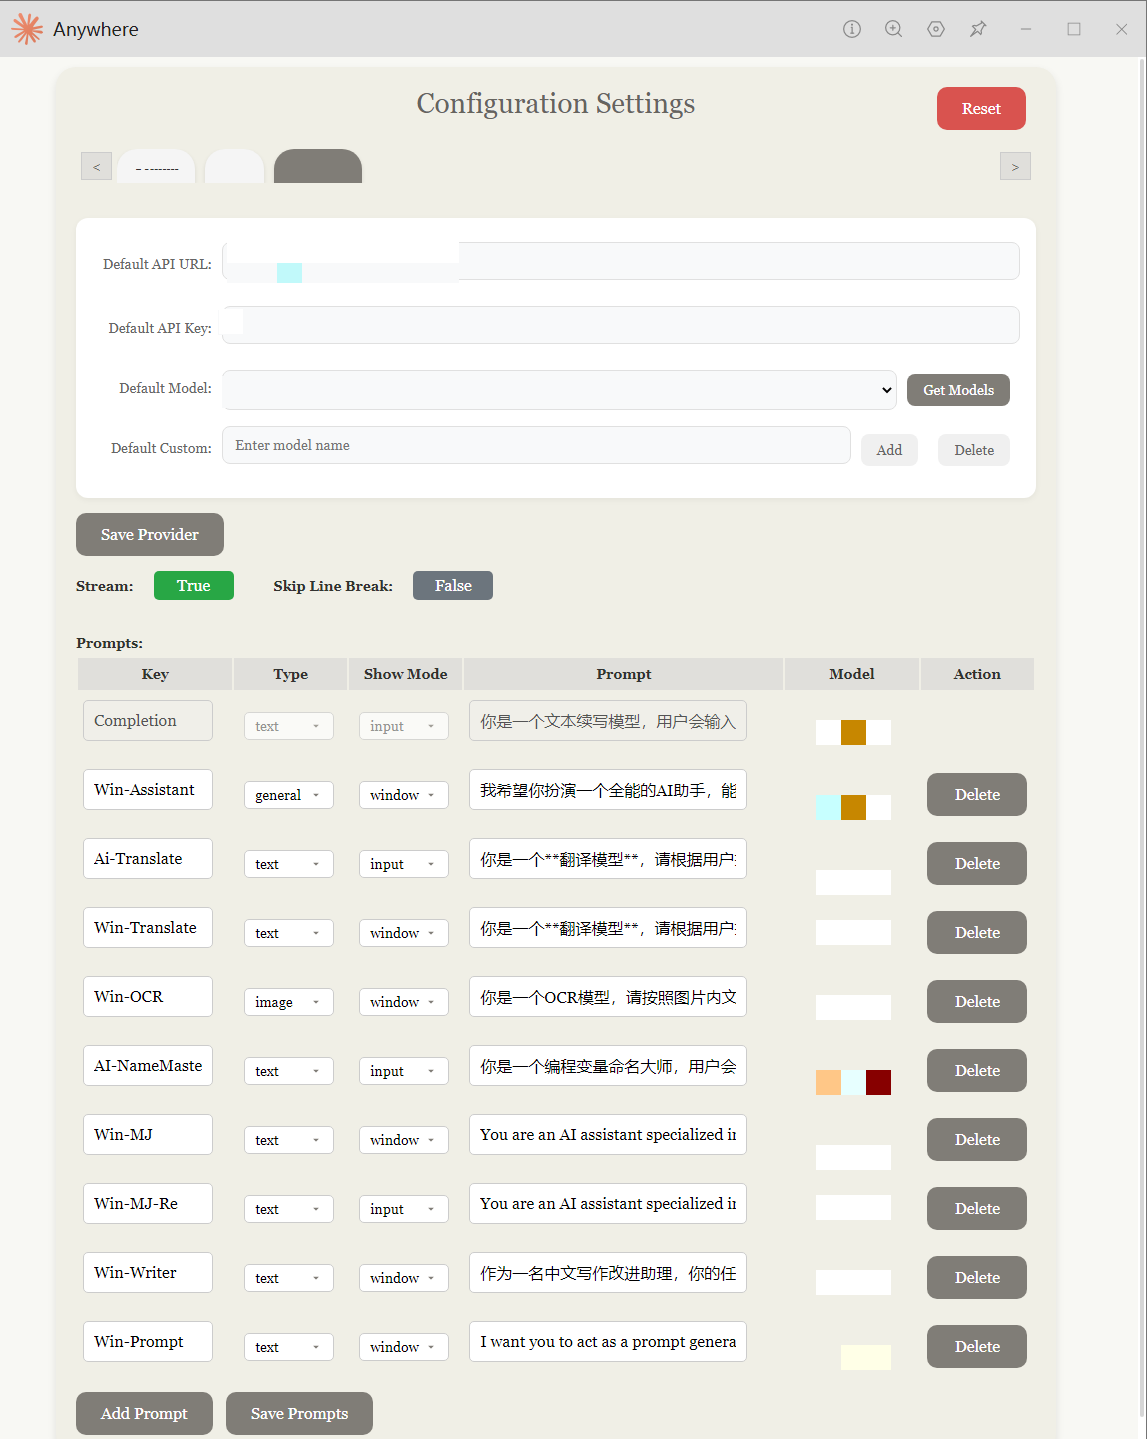 Anywhere
Configuration Settings
Reset
<
>
Default API URL:
Default API Key:
Default Model:
Get Models
Default Custom:
Enter model name
Add
Delete
Save Provider
Stream: True Skip Line Break: False
Prompts:
Key Type Show Mode Prompt Model Action
Completion text input 你是一个文本续写模型，用户会输入
Win-Assistant general window 我希望你扮演一个全能的AI助手，能 Delete
Ai-Translate text input 你是一个**翻译模型**，请根据用户 Delete
Win-Translate text window 你是一个**翻译模型**，请根据用户 Delete
Win-OCR image window 你是一个OCR模型，请按照图片内文 Delete
AI-NameMaste text input 你是一个编程变量命名大师，用户会 Delete
Win-MJ text window You are an AI assistant specialized in Delete
Win-MJ-Re text input You are an AI assistant specialized in Delete
Win-Writer text window 作为一名中文写作改进助理，你的任 Delete
Win-Prompt text window I want you to act as a prompt genera Delete
Add Prompt Save Prompts